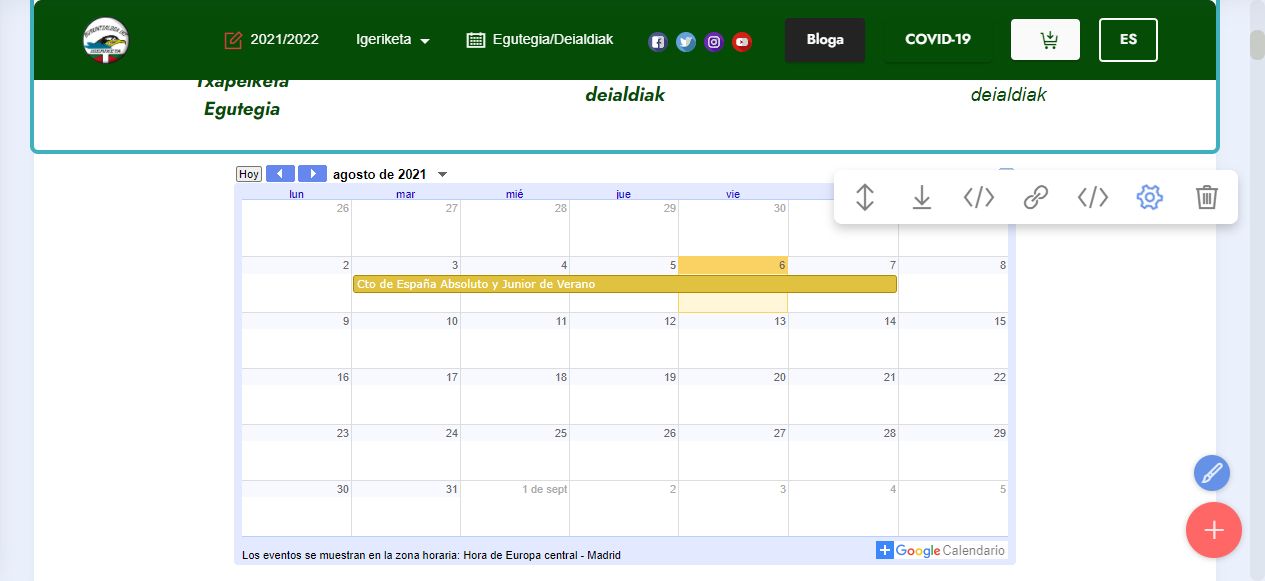 2021/2022 Igeriketa Egutegia/Deialdiak Bloga COVID-19 ES
Txapelketa
Egutegia
deialdiak
deialdiak
Hoy agosto de 2021
lun mar mié jue vie
26 27 28 29 30
2 3 4 5 6 7 8
Cto de España Absoluto y Junior de Verano
9 10 11 12 13 14 15
16 17 18 19 20 21 22
23 24 25 26 27 28 29
30 31 1 de sept 2 3 4 5
Los eventos se muestran en la zona horaria: Hora de Europa central - Madrid
Google Calendario